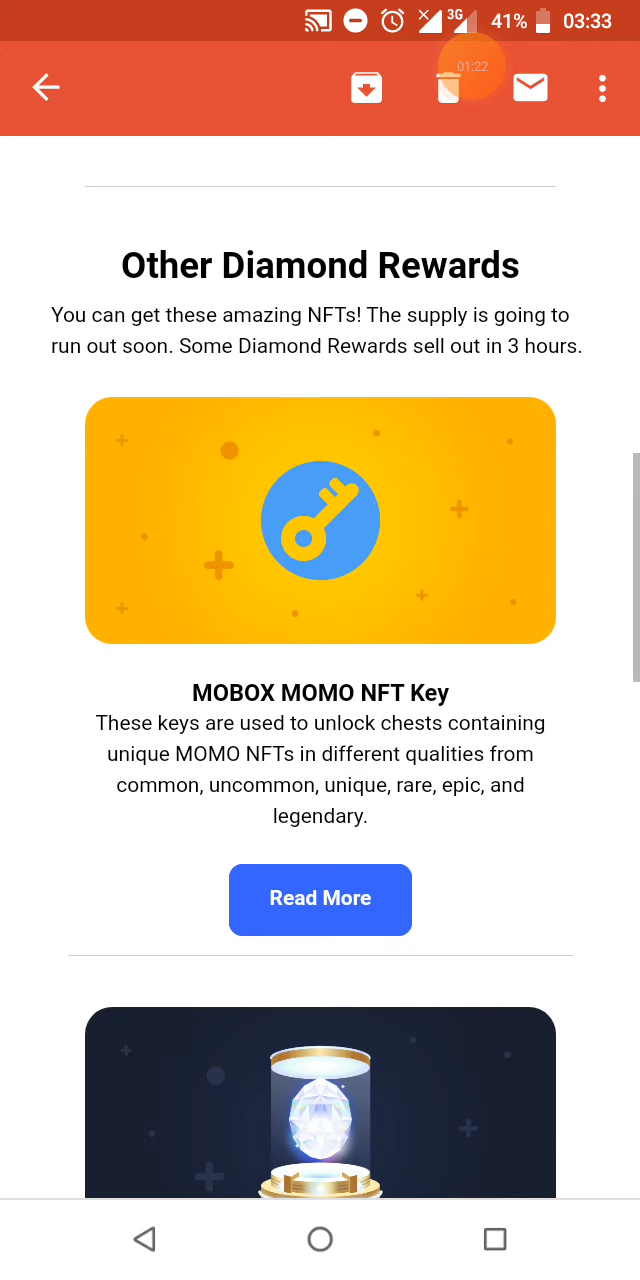 3G 41% 03:33
01:22
Other Diamond Rewards
You can get these amazing NFTs! The supply is going to
run out soon. Some Diamond Rewards sell out in 3 hours.
MOBOX MOMO NFT Key
These keys are used to unlock chests containing
unique MOMO NFTs in different qualities from
common, uncommon, unique, rare, epic, and
legendary.
Read More